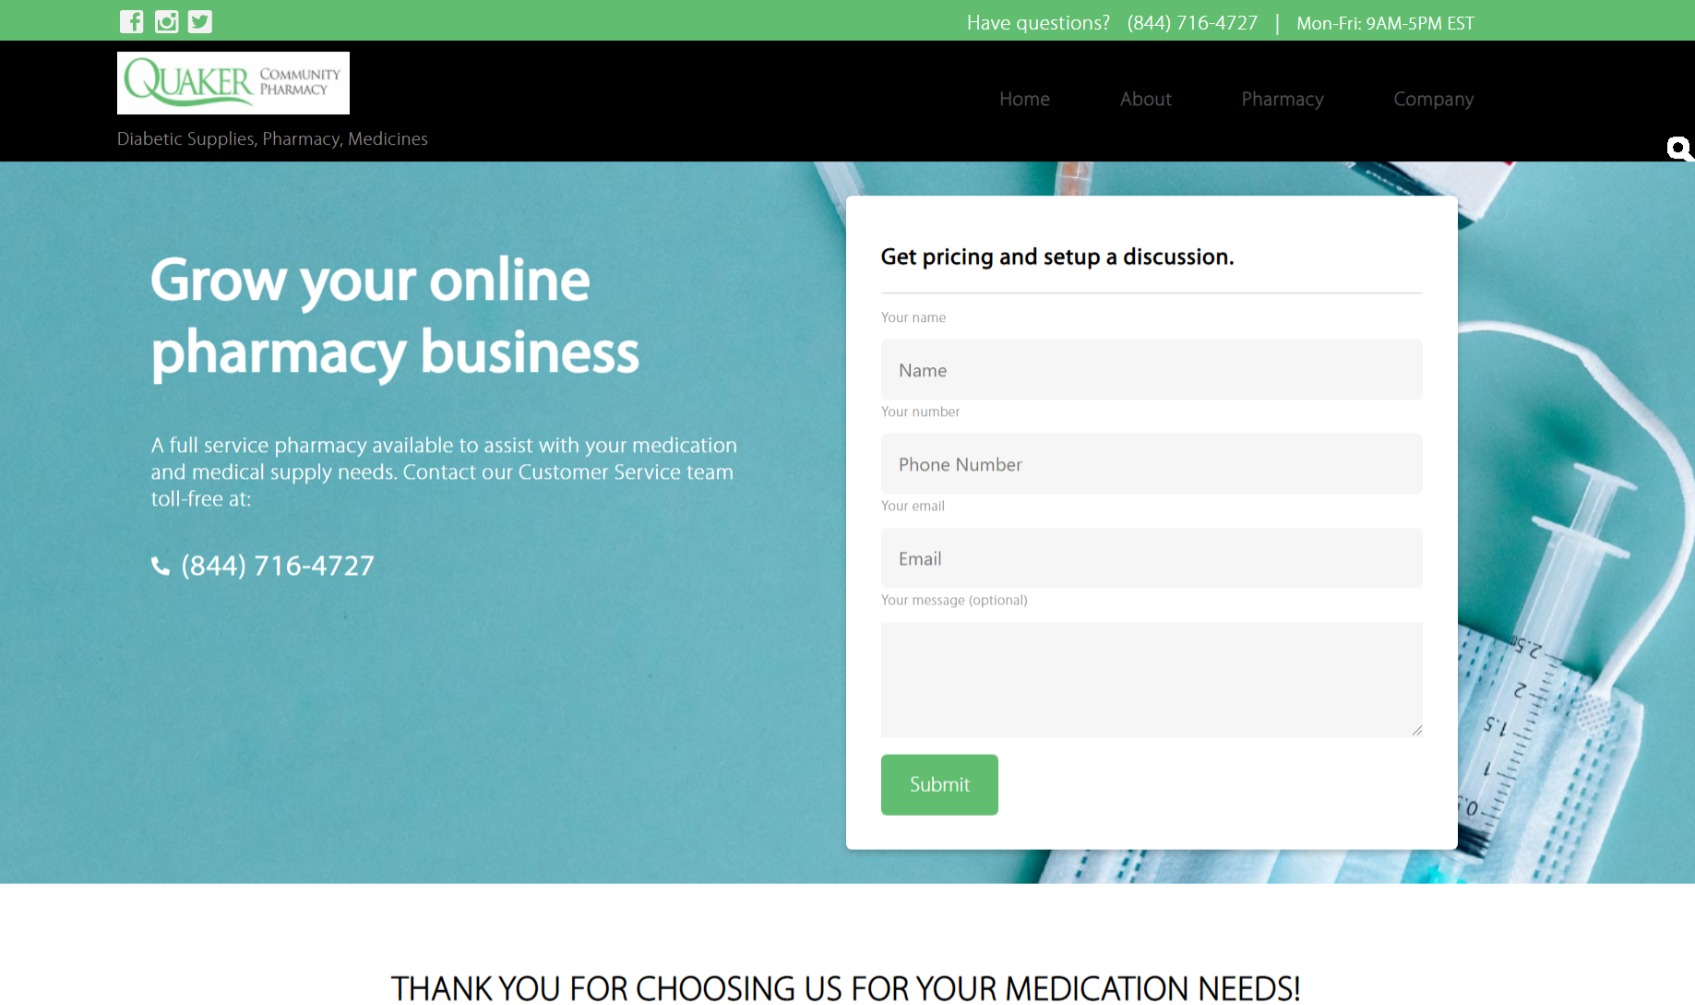 Have questions? (844) 716-4727 | Mon-Fri: 9AM-5PM EST
QUAKER COMMUNITY PHARMACY
Diabetic Supplies, Pharmacy, Medicines
Home About Pharmacy Company
Grow your online
pharmacy business
A full service pharmacy available to assist with your medication
and medical supply needs. Contact our Customer Service team
toll-free at:
(844) 716-4727
Get pricing and setup a discussion.
Your name
Name
Your number
Phone Number
Your email
Email
Your message (optional)
Submit
2.5
2
1.5
1
0.5
THANK YOU FOR CHOOSING US FOR YOUR MEDICATION NEEDS!